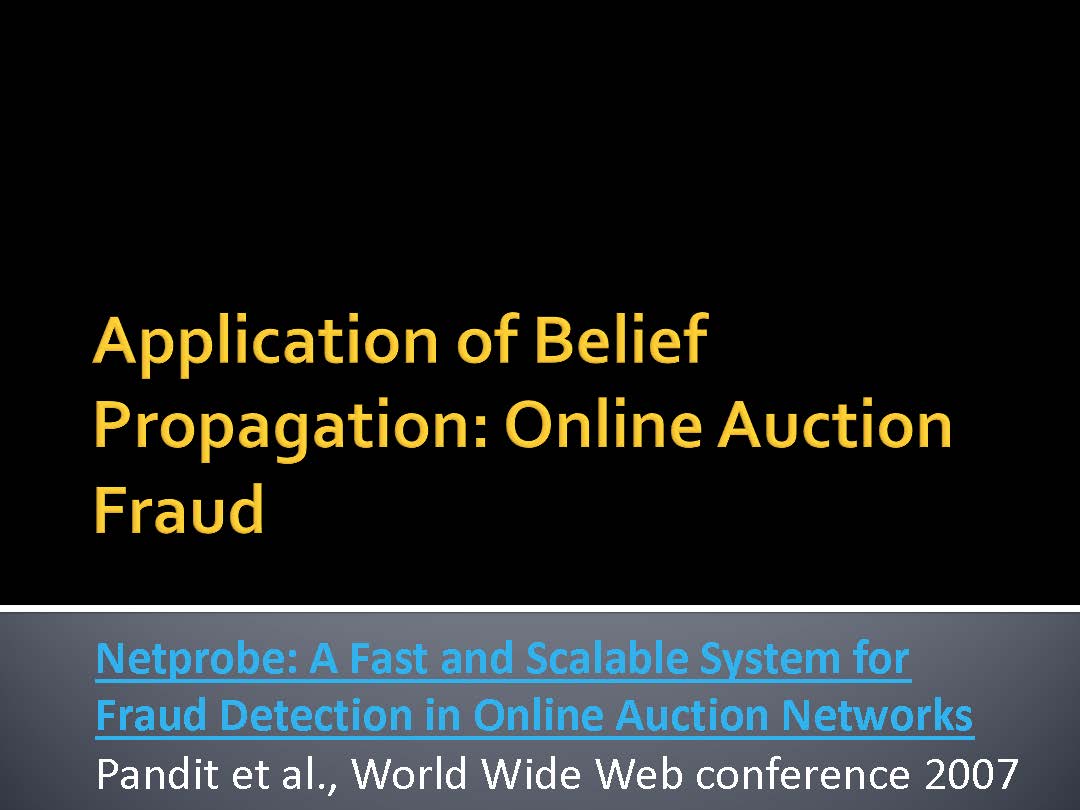 Application of Belief
Propagation: Online Auction
Fraud
Netprobe: A Fast and Scalable System for
Fraud Detection in Online Auction Networks
Pandit et al., World Wide Web conference 2007